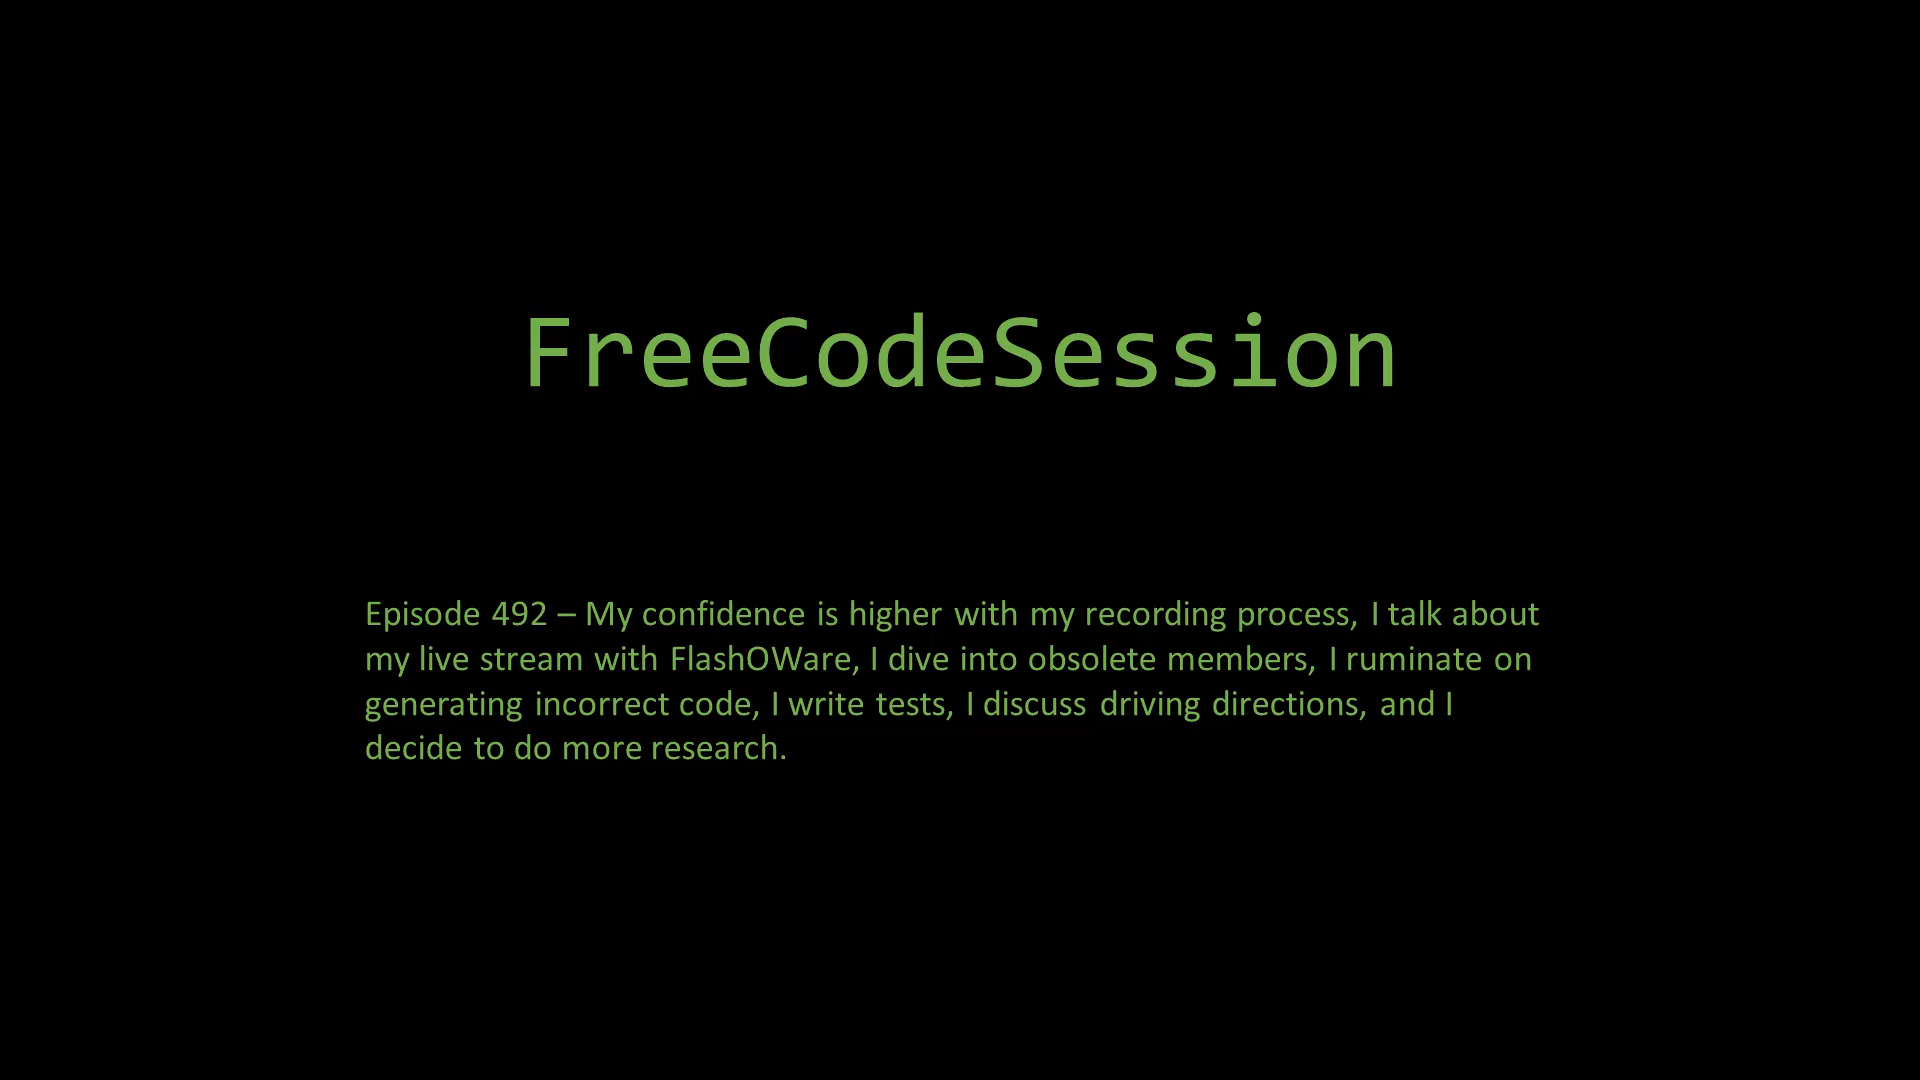 FreeCodeSession
Episode 492 – My confidence is higher with my recording process, I talk about
my live stream with FlashOWare, I dive into obsolete members, I ruminate on
generating incorrect code, I write tests, I discuss driving directions, and I
decide to do more research.